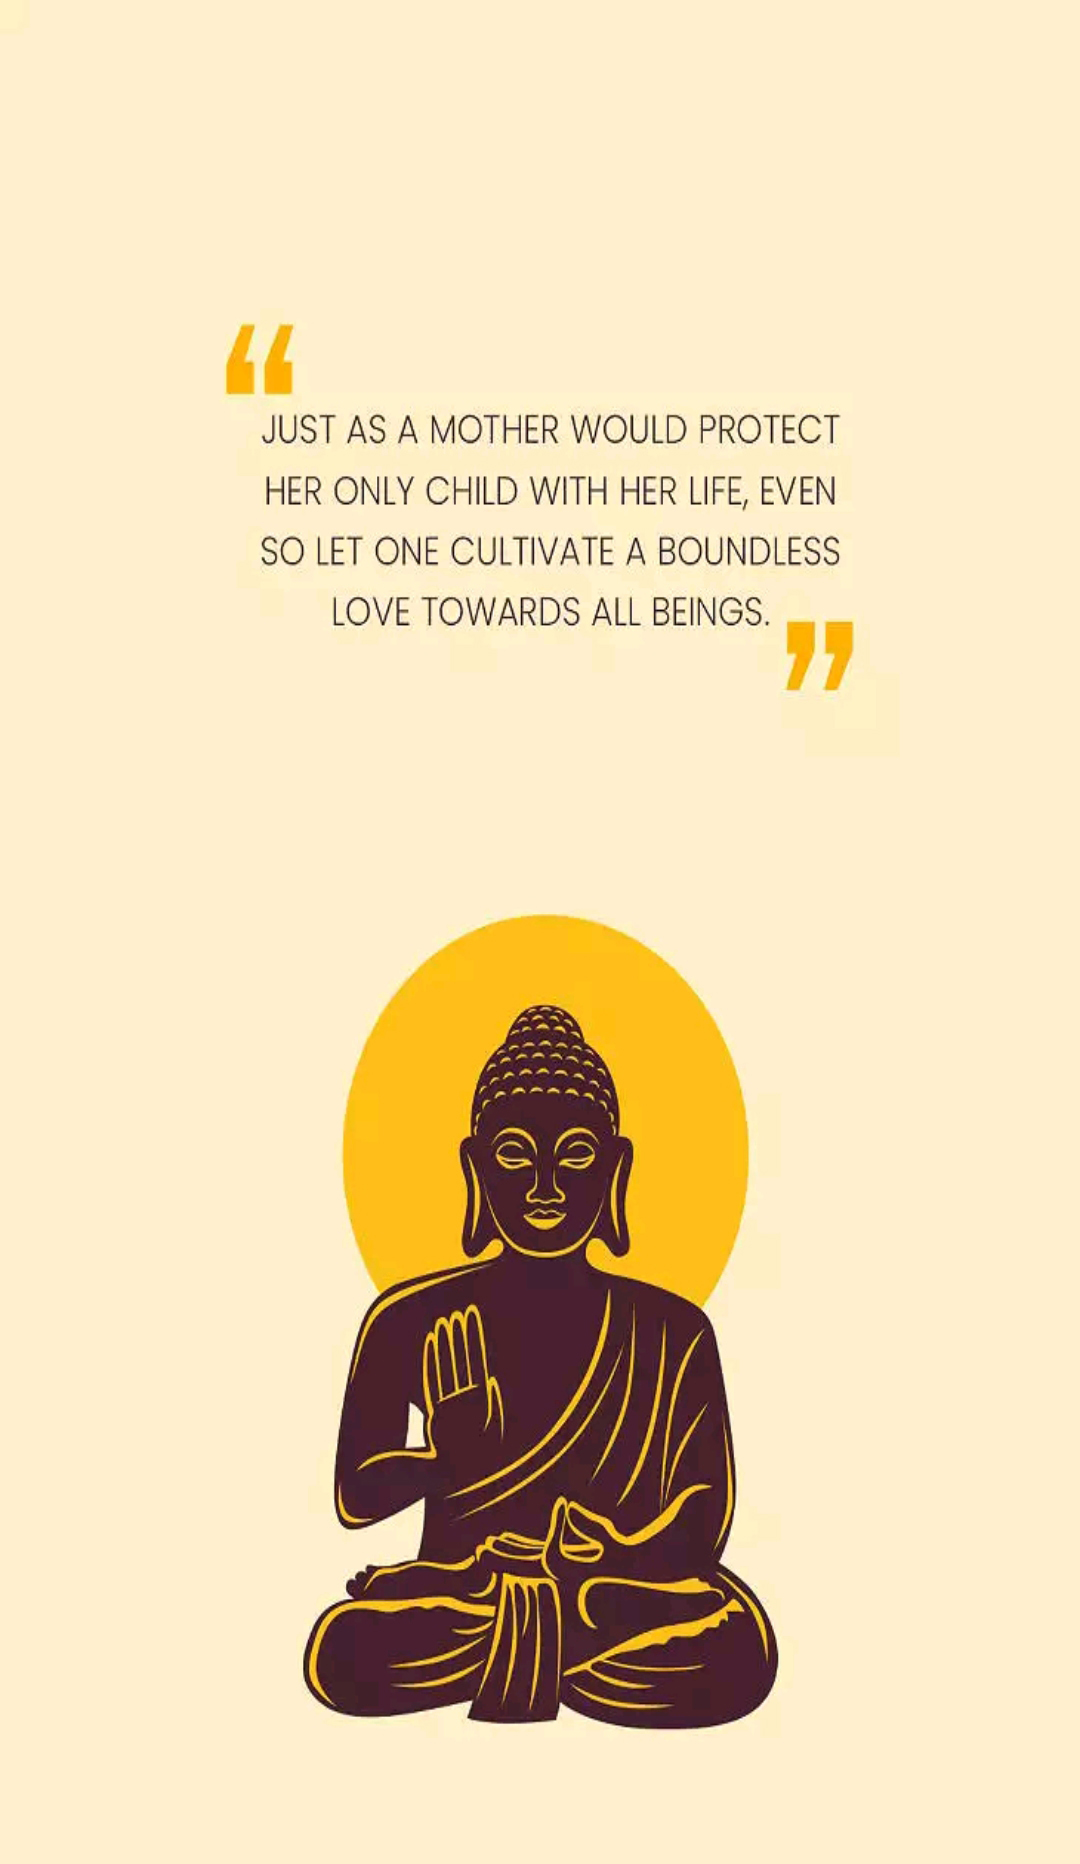 “
JUST AS A MOTHER WOULD PROTECT
HER ONLY CHILD WITH HER LIFE, EVEN
SO LET ONE CULTIVATE A BOUNDLESS
LOVE TOWARDS ALL BEINGS.
”